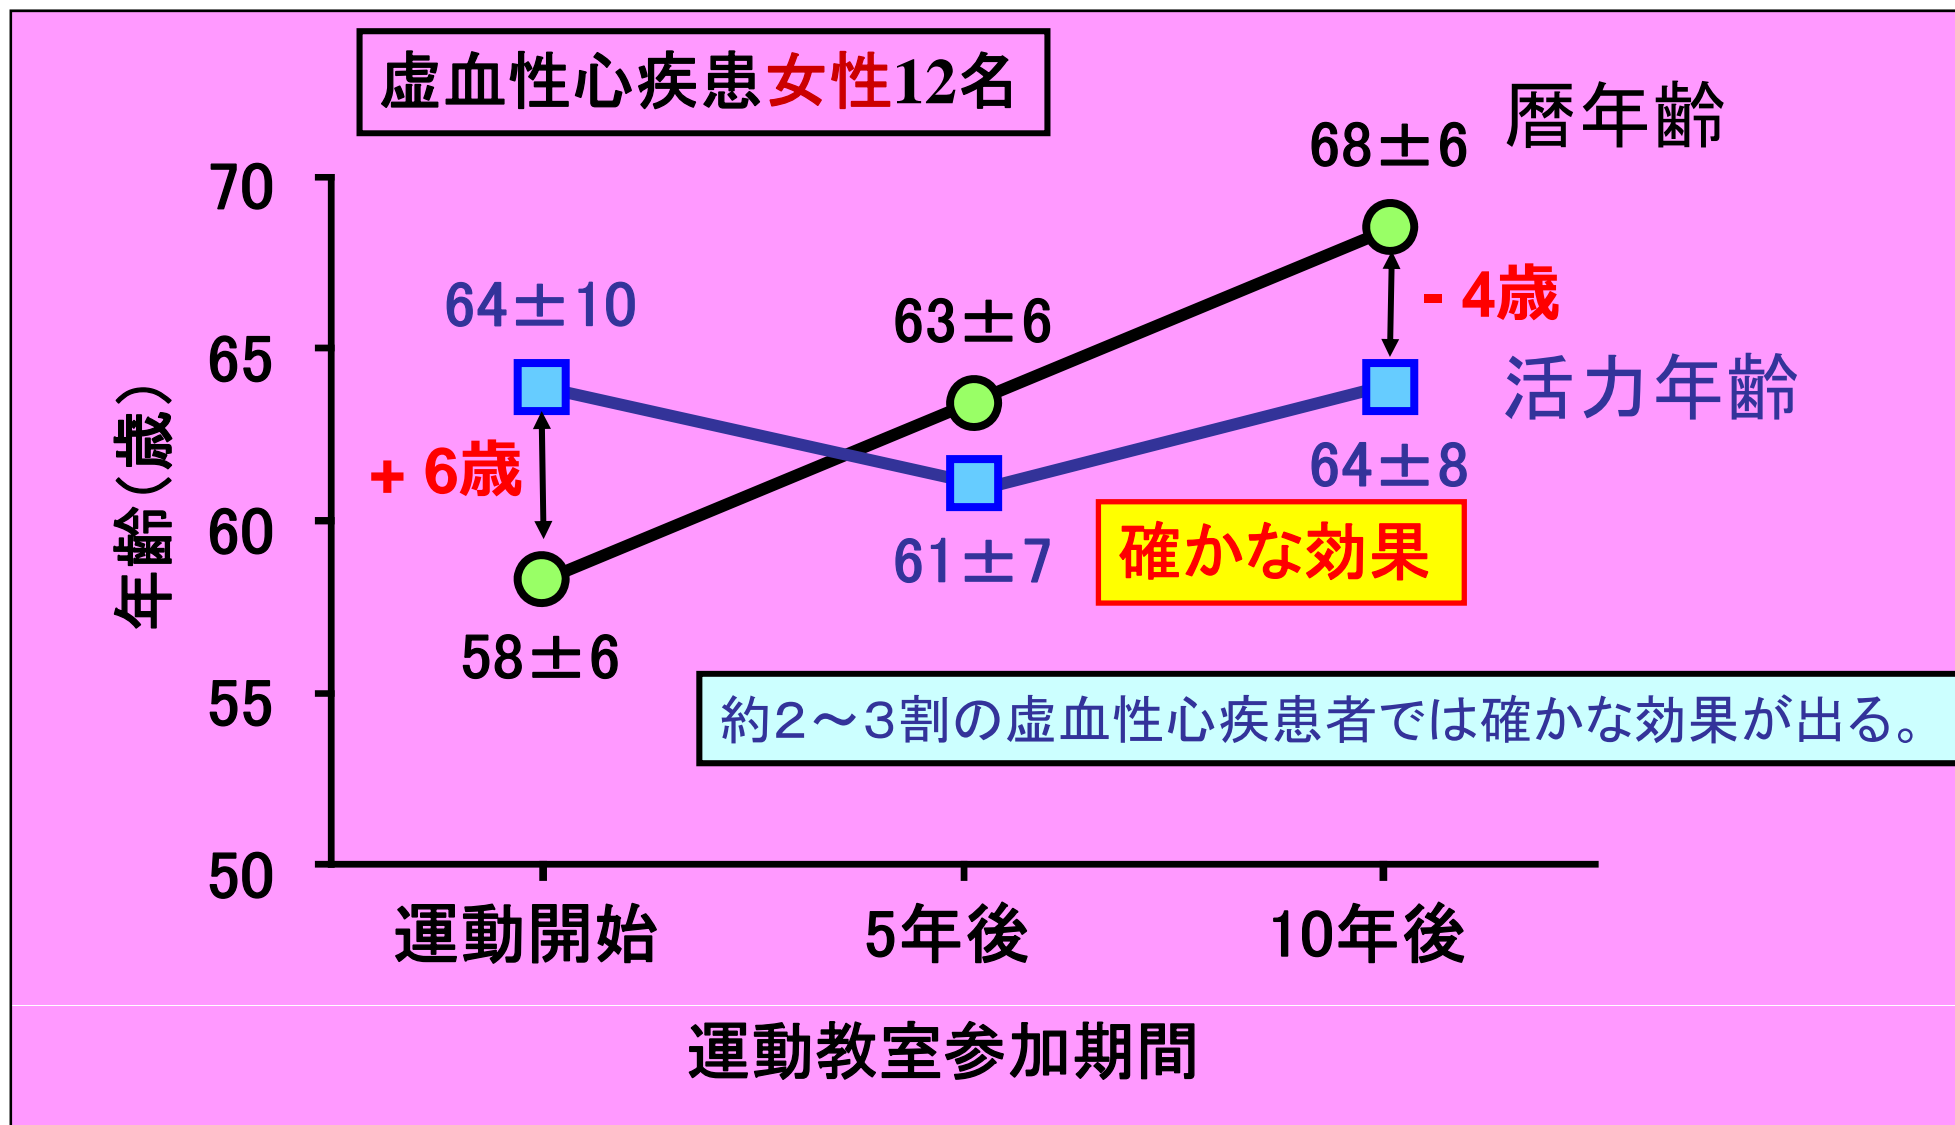 虚血性心疾患女性12名
暦年齢
68±6
70
- 4歳
64±10
63±6
65
活力年齢
64±8
+ 6歳
年齢(歳)
60
確かな効果
61±7
58±6
55
約２～３割の虚血性心疾患者では確かな効果が出る。
50
運動開始 5年後 10年後
運動教室参加期間